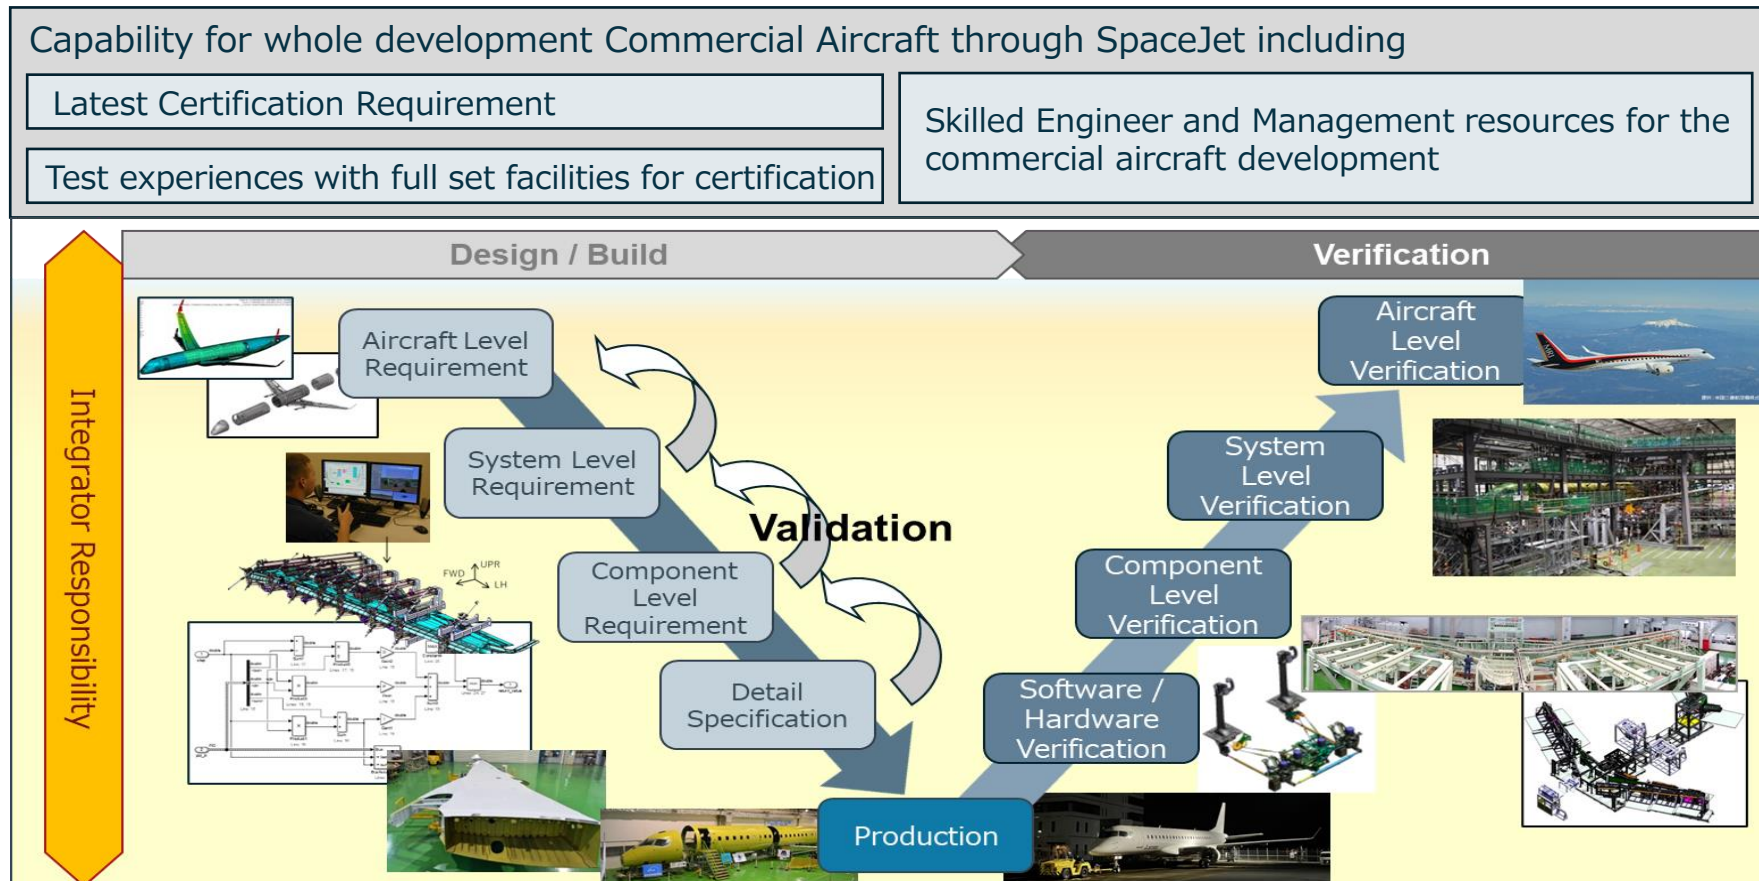 Capability for whole development Commercial Aircraft through SpaceJet including
Latest Certification Requirement
Test experiences with full set facilities for certification
Skilled Engineer and Management resources for the
commercial aircraft development
Design / Build
Verification
Integrator Responsibility
Aircraft Level
Requirement
System Level
Requirement
Component
Level
Requirement
Detail
Specification
Validation
Production
Software /
Hardware
Verification
Component
Level
Verification
System
Level
Verification
Aircraft
Level
Verification
FWD
UPR
LH
MRJ